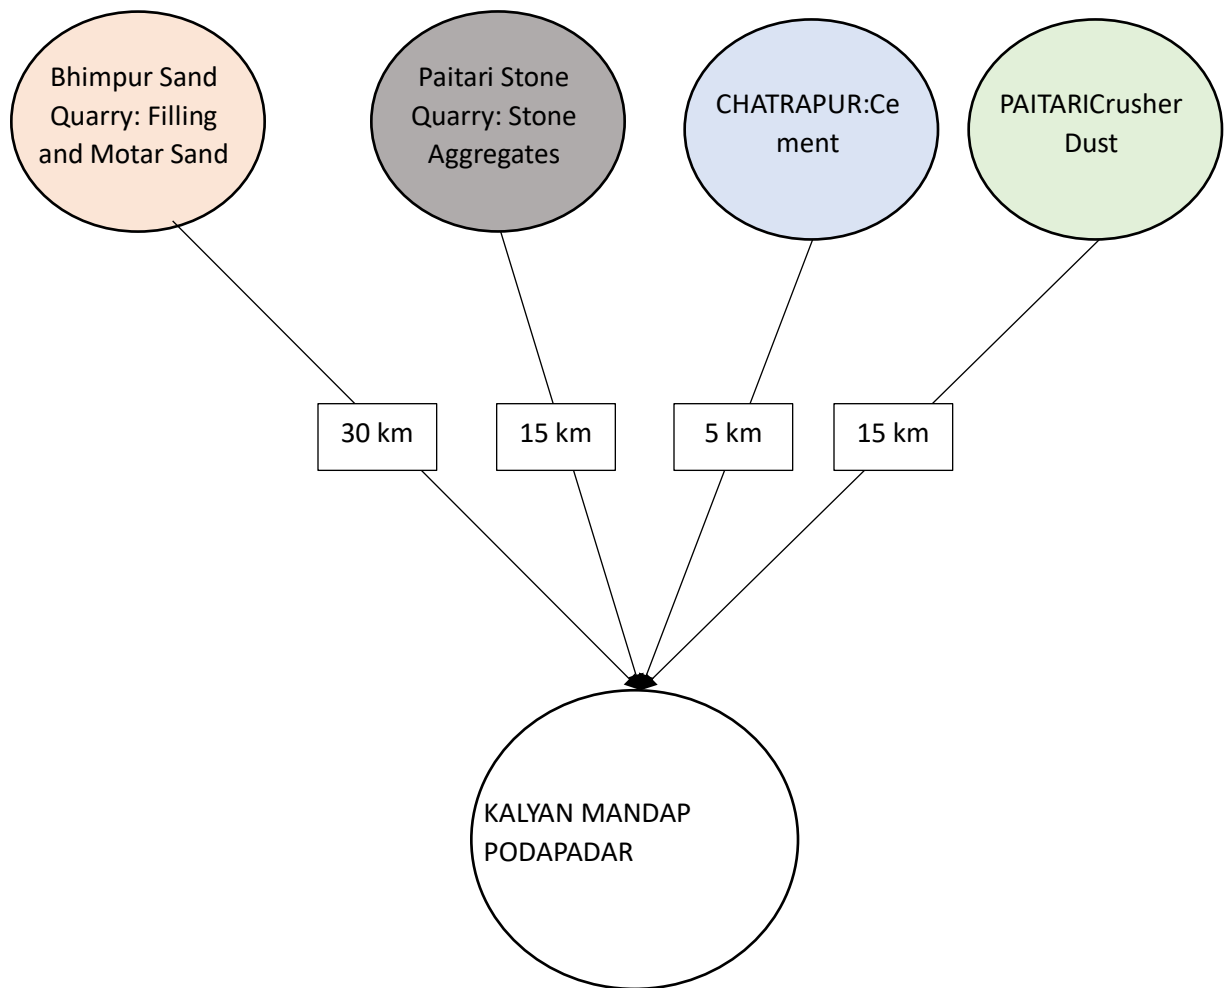 Bhimpur Sand
Quarry: Filling
and Motar Sand
Paitari Stone
Quarry: Stone
Aggregates
CHATRAPUR:Ce
ment
PAITARICrusher
Dust
30 km
15 km
5 km
15 km
KALYAN MANDAP
PODAPADAR